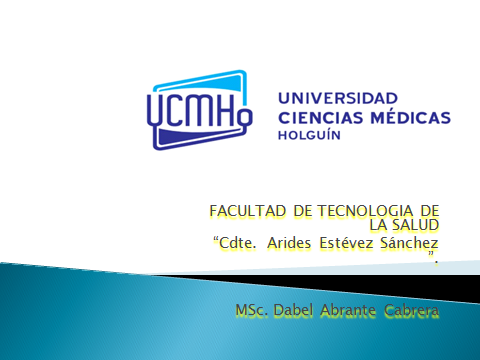 UCMHo
UNIVERSIDAD
CIENCIAS MÉDICAS
HOLGUÍN
FACULTAD DE TECNOLOGIA DE
LA SALUD
“Cdte. Arides Estévez Sánchez
”.
MSc. Dabel Abrante Cabrera